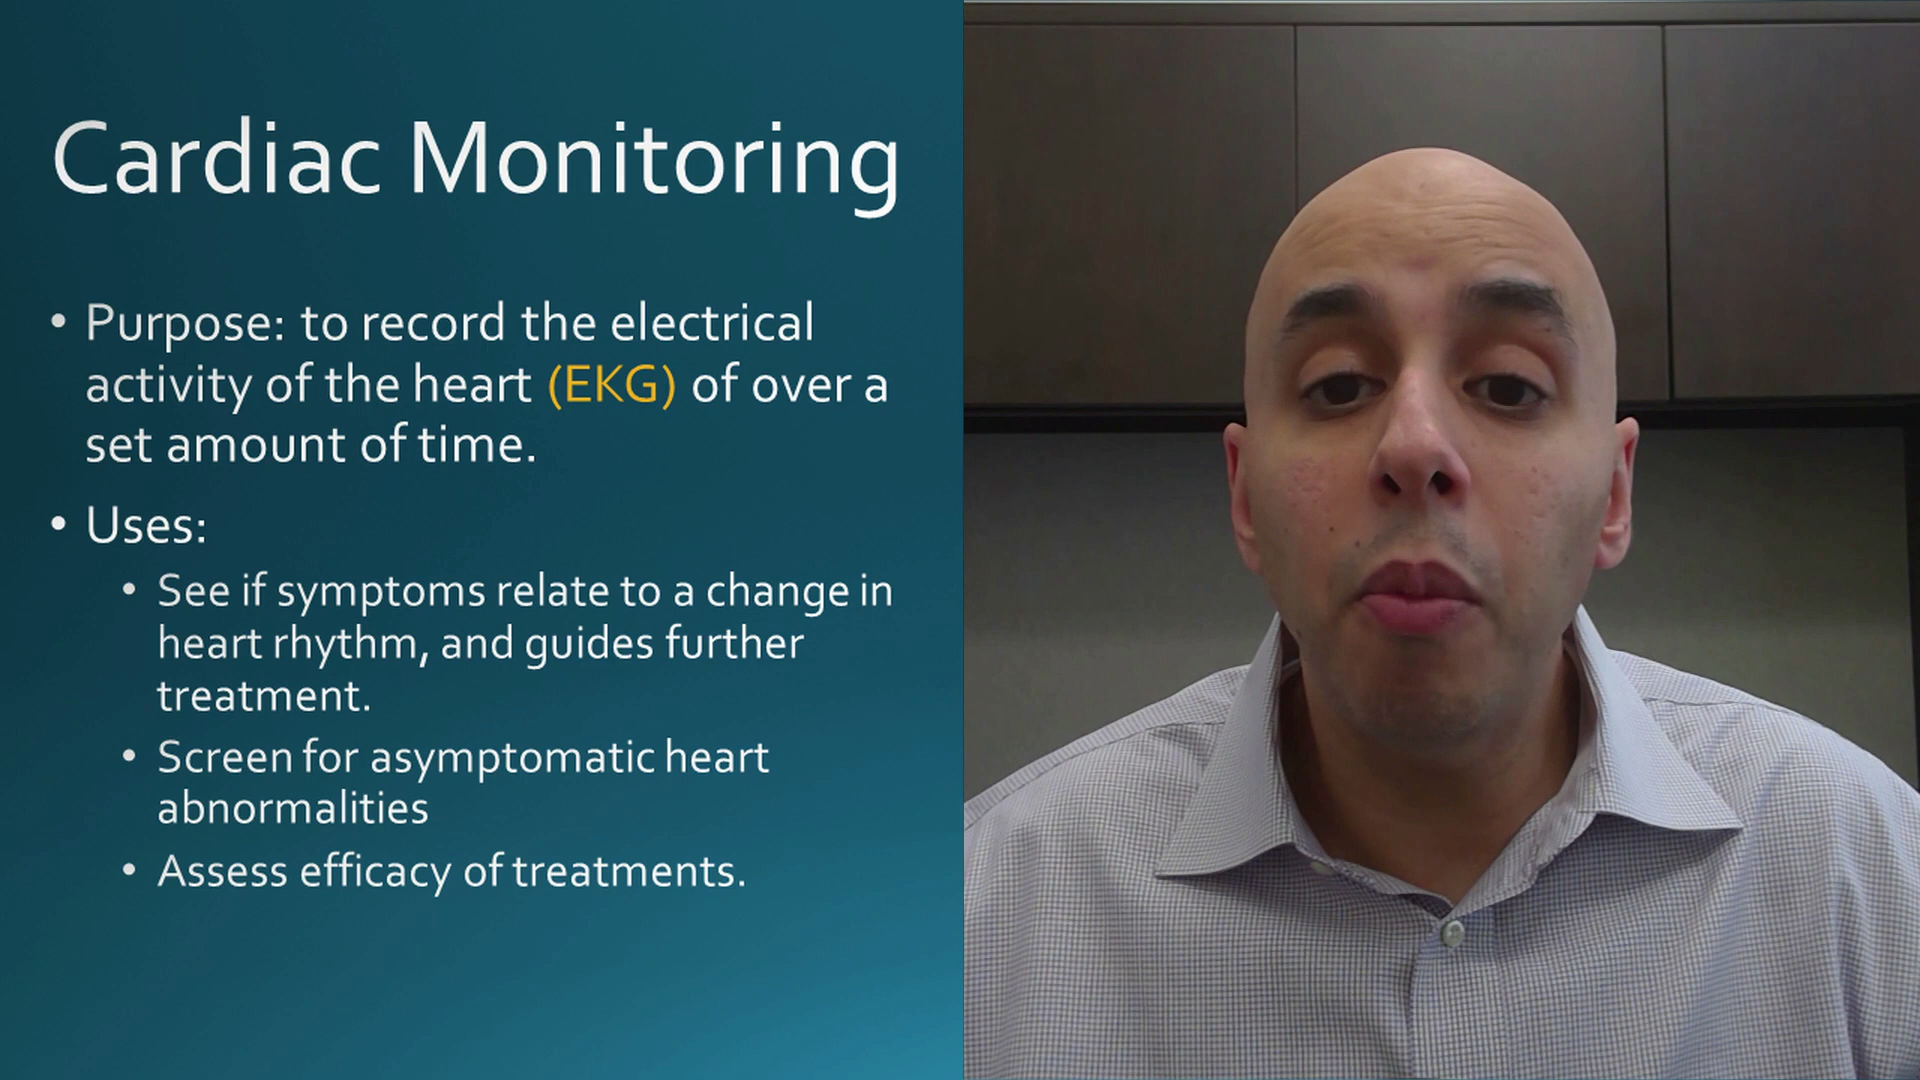 Cardiac Monitoring
• Purpose: to record the electrical
activity of the heart (EKG) of over a
set amount of time.
• Uses:
• See if symptoms relate to a change in
heart rhythm, and guides further
treatment.
• Screen for asymptomatic heart
abnormalities
• Assess efficacy of treatments.